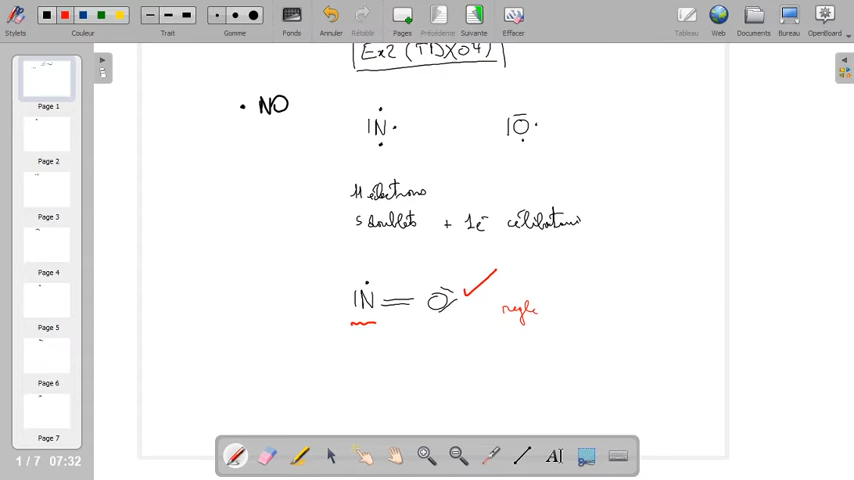 Stylets
Couleur
Trait
Gomme
Fonds
Annuler
Rétablir
Pages
Précédente
Suivante
Effacer
Tableau
Web
Documents
Bureau
OpenBoard
Ex2 (TDX04)
• NO
|N
|O
11 électrons
5 doublets + 1e- célibataire
|N = O
regle
Page 1
Page 2
Page 3
Page 4
Page 5
Page 6
Page 7
1 / 7 07:32